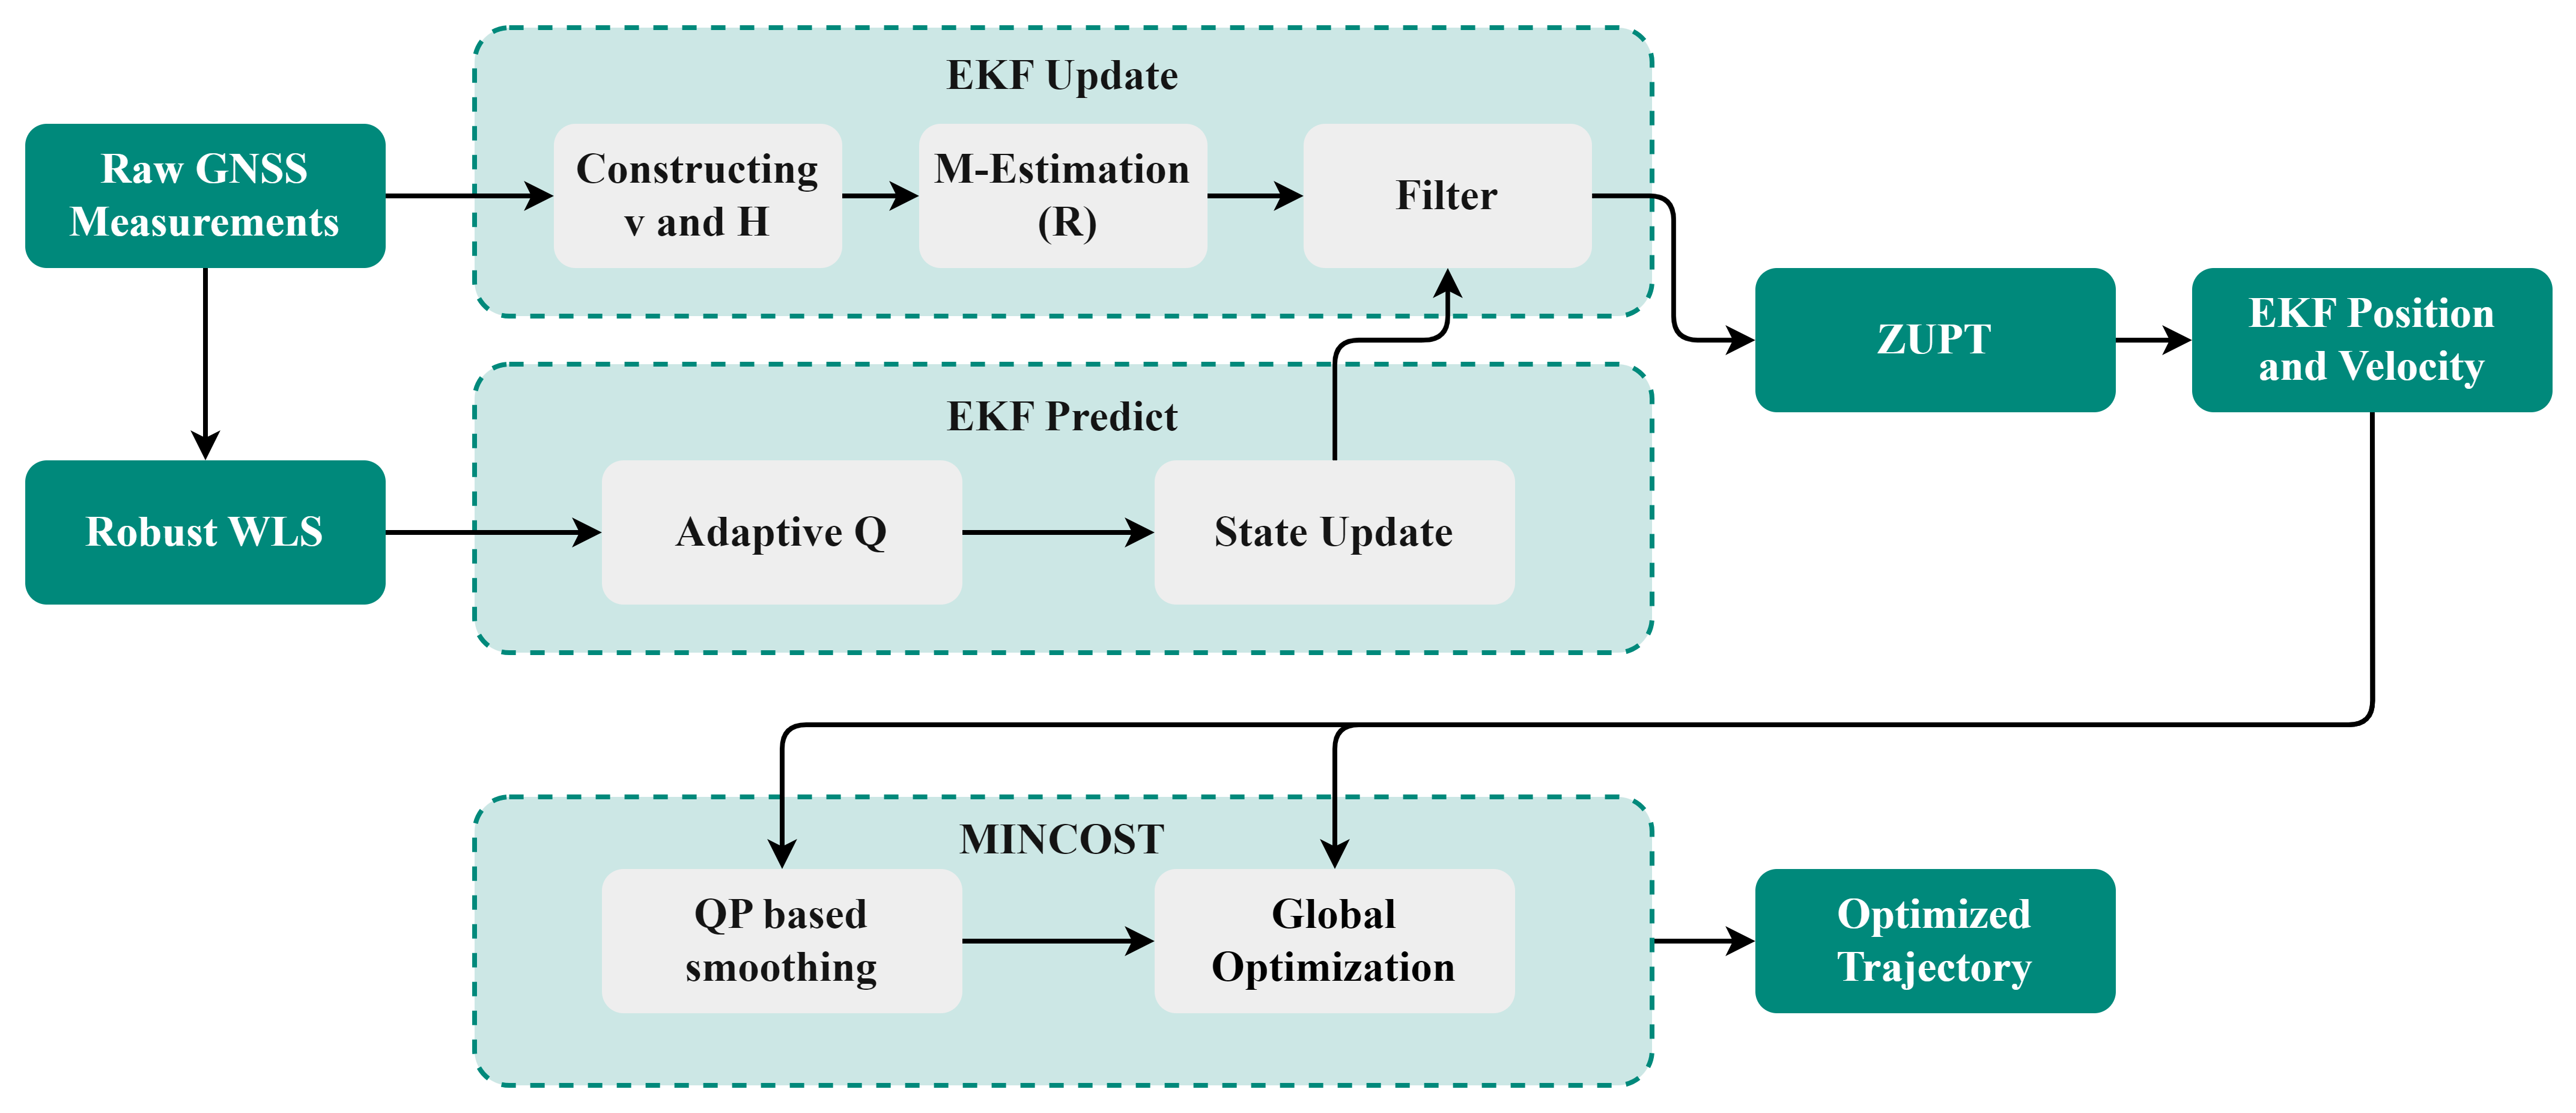 EKF Update
Raw GNSS
Measurements
Constructing
v and H
M-Estimation
(R)
Filter
ZUPT
EKF Position
and Velocity
EKF Predict
Robust WLS
Adaptive Q
State Update
MINCOST
QP based
smoothing
Global
Optimization
Optimized
Trajectory